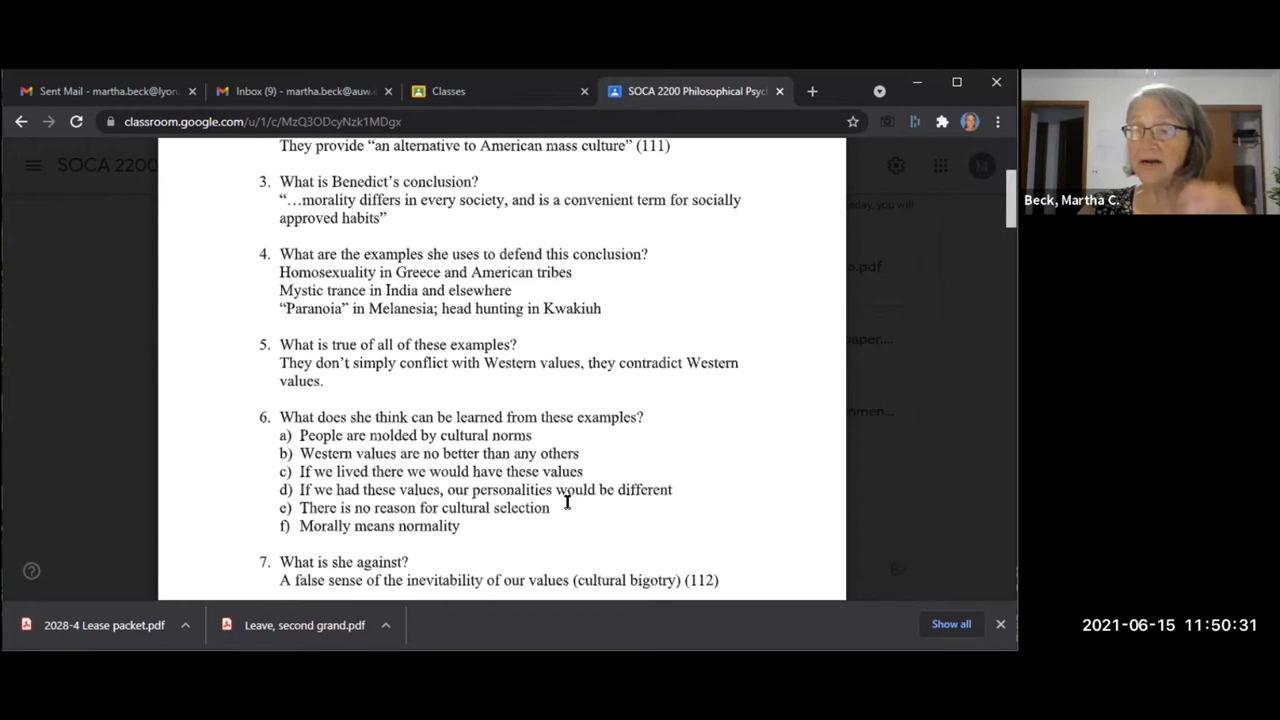 Sent Mail - martha.beck@lyon.
Inbox (9) - martha.beck@auw.
Classes
SOCA 2200 Philosophical Psyc
classroom.google.com/u/1/c/MzQ3ODcyNzk1MDgx
SOCA 2200
M
They provide “an alternative to American mass culture” (111)
3. What is Benedict’s conclusion?
“…morality differs in every society, and is a convenient term for socially
approved habits”
4. What are the examples she uses to defend this conclusion?
Homosexuality in Greece and American tribes
Mystic trance in India and elsewhere
“Paranoia” in Melanesia; head hunting in Kwakiuh
5. What is true of all of these examples?
They don’t simply conflict with Western values, they contradict Western
values.
6. What does she think can be learned from these examples?
a) People are molded by cultural norms
b) Western values are no better than any others
c) If we lived there we would have these values
d) If we had these values, our personalities would be different
e) There is no reason for cultural selection
f) Morally means normality
7. What is she against?
A false sense of the inevitability of our values (cultural bigotry) (112)
day, you will
o.pdf
aper....
nmen...
2028-4 Lease packet.pdf
Leave, second grand.pdf
Show all
Beck, Martha C.
2021-06-15 11:50:31